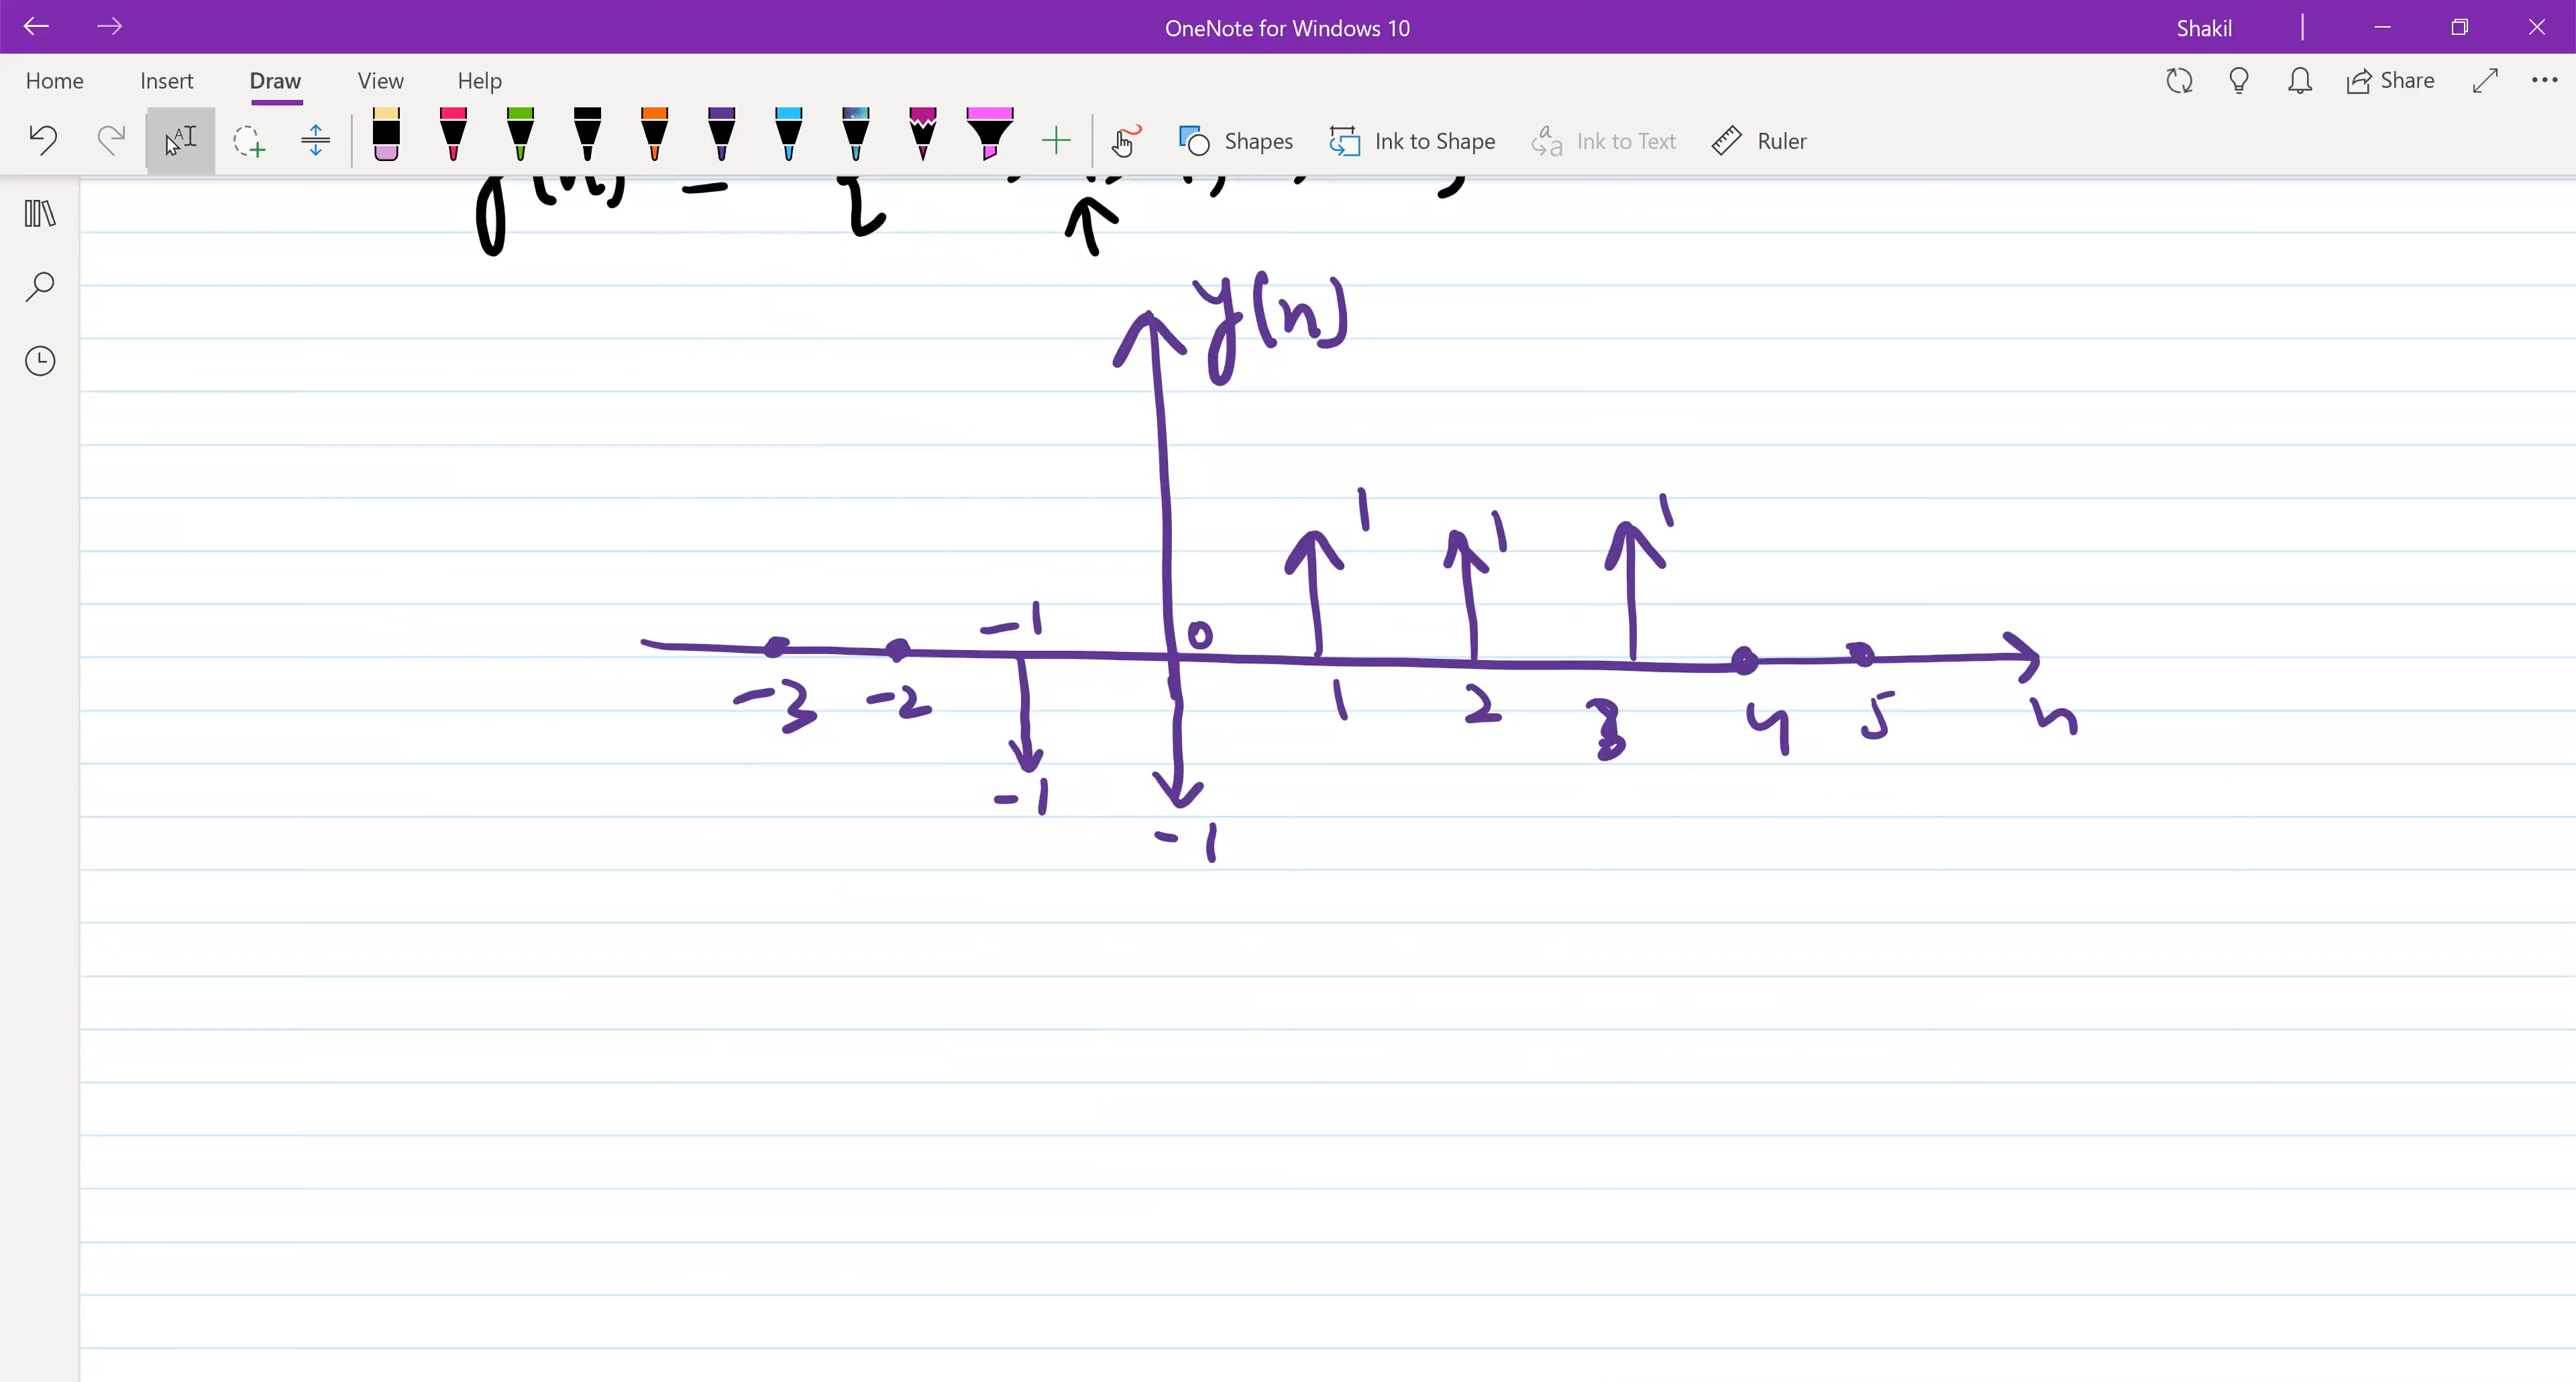 OneNote for Windows 10 Shakil
Home Insert Draw View Help Share
Shapes Ink to Shape Ink to Text Ruler
y(n) =
y(n)
1 1 1
-1 0
-3 -2 1 2 3 4 5 n
-1
-1